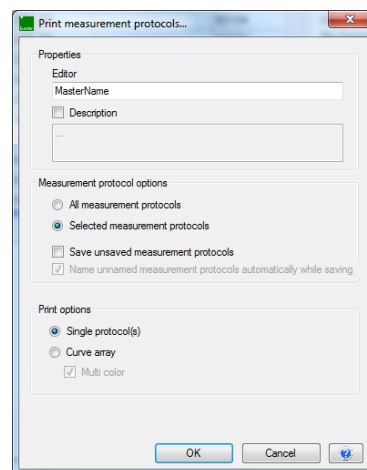 Print measurement protocols...
Properties
Editor
MasterName
Description
...
Measurement protocol options
All measurement protocols
Selected measurement protocols
Save unsaved measurement protocols
Name unnamed measurement protocols automatically while saving
Print options
Single protocol(s)
Curve array
Multi color
OK Cancel ?